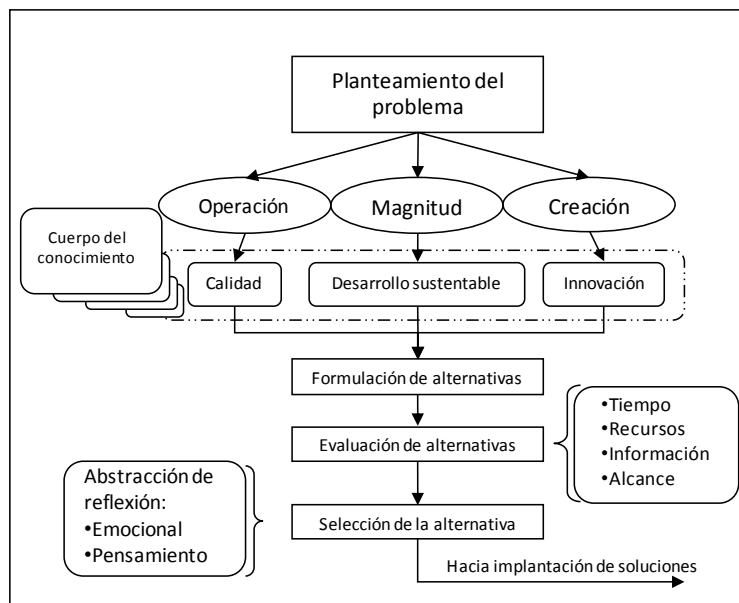 Planteamiento del
problema
Operación
Magnitud
Creación
Cuerpo del
conocimiento
Calidad
Desarrollo sustentable
Innovación
Formulación de alternativas
•Tiempo
•Recursos
•Información
•Alcance
Evaluación de alternativas
Abstracción de
reflexión:
•Emocional
•Pensamiento
Selección de la alternativa
Hacia implantación de soluciones